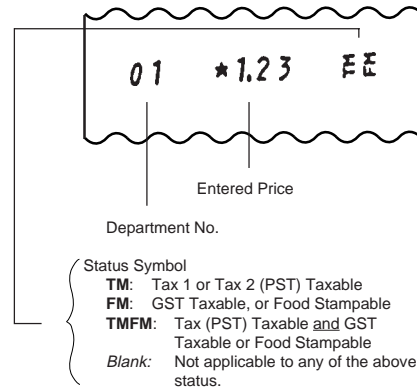 01 *1.23 TM FM
Entered Price
Department No.
Status Symbol
TM: Tax 1 or Tax 2 (PST) Taxable
FM: GST Taxable, or Food Stampable
TMFM: Tax (PST) Taxable and GST
Taxable or Food Stampable
Blank: Not applicable to any of the above
status.